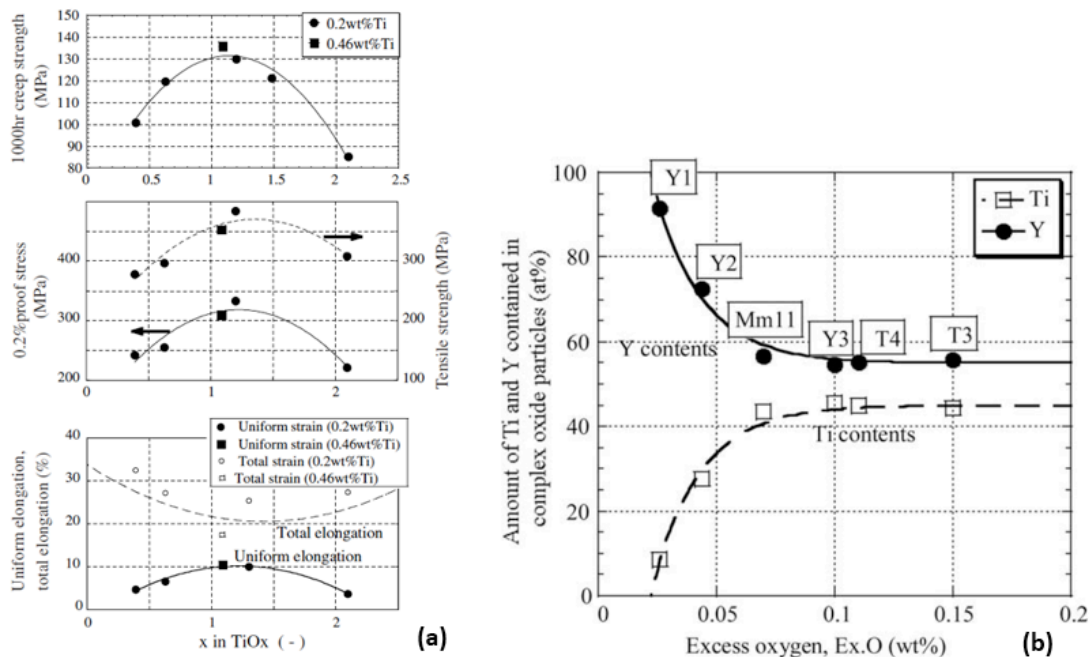 1000hr creep strength
(MPa)
150
140
130
120
110
100
90
80
0
0.5
1
1.5
2
2.5
0.2wt%Ti
0.46wt%Ti
0.2%proof stress
(MPa)
400
300
200
Tensile strength (MPa)
300
200
100
Uniform elongation,
total elongation (%)
40
30
20
10
0
Uniform strain (0.2wt%Ti)
Uniform strain (0.46wt%Ti)
Total strain (0.2wt%Ti)
Total strain (0.46wt%Ti)
Total elongation
Uniform elongation
0
0.5
1
1.5
2
x in TiOx ( - )
(a)
Amount of Ti and Y contained in
complex oxide particles (at%)
100
80
60
40
20
0
Y1
Y2
Mm11
Y3
T4
T3
Ti
Y
Y contents
Ti contents
0
0.05
0.1
0.15
0.2
Excess oxygen, Ex.O (wt%)
(b)